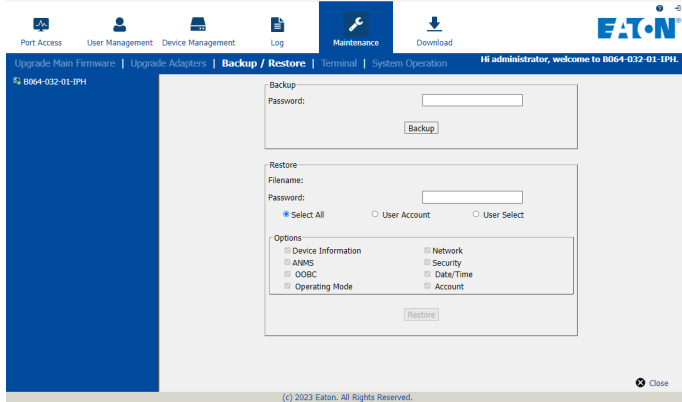 Port Access User Management Device Management Log Maintenance Download
EATON
Upgrade Main Firmware | Upgrade Adapters | Backup / Restore | Terminal | System Operation Hi administrator, welcome to B064-032-01-IPH.
B064-032-01-IPH
Backup
Password:
Backup
Restore
Filename:
Password:
Select All User Account User Select
Options
Device Information Network
ANMS Security
OOBC Date/Time
Operating Mode Account
Restore
Close
(c) 2023 Eaton. All Rights Reserved.